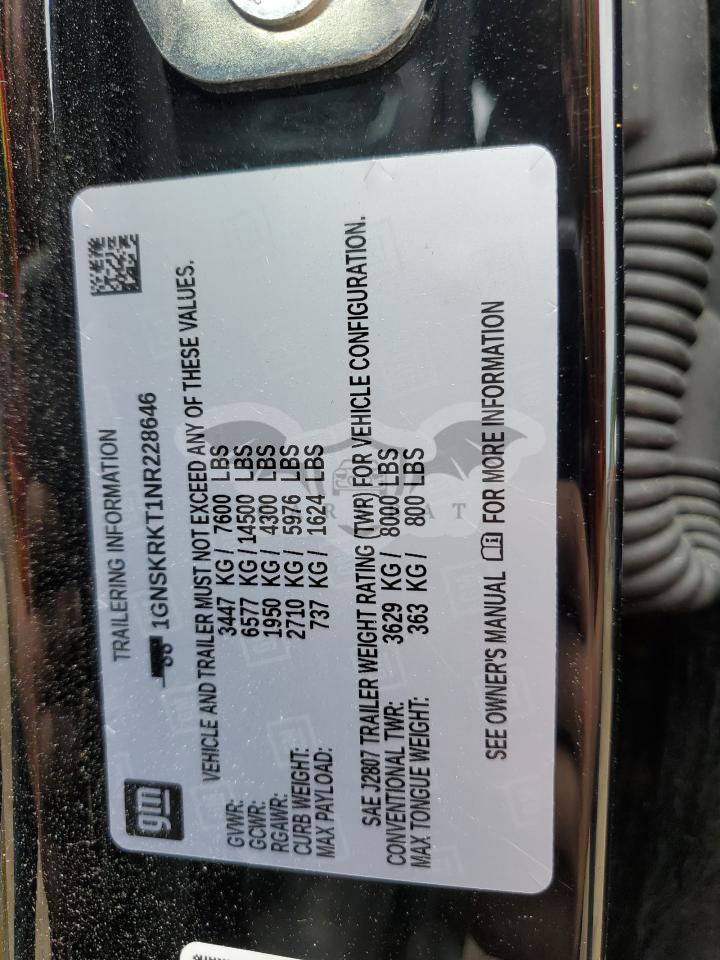 gm
TRAILERING INFORMATION
1GNSKRKT1NR228646
VEHICLE AND TRAILER MUST NOT EXCEED ANY OF THESE VALUES.
GVWR: 3447 KG / 7600 LBS
GCWR: 6577 KG / 14500 LBS
RGAWR: 1950 KG / 4300 LBS
CURB WEIGHT: 2710 KG / 5976 LBS
MAX PAYLOAD: 737 KG / 1624 LBS
SAE J2807 TRAILER WEIGHT RATING (TWR) FOR VEHICLE CONFIGURATION.
CONVENTIONAL TWR: 3629 KG / 8000 LBS
MAX TONGUE WEIGHT: 363 KG / 800 LBS
SEE OWNER'S MANUAL FOR MORE INFORMATION